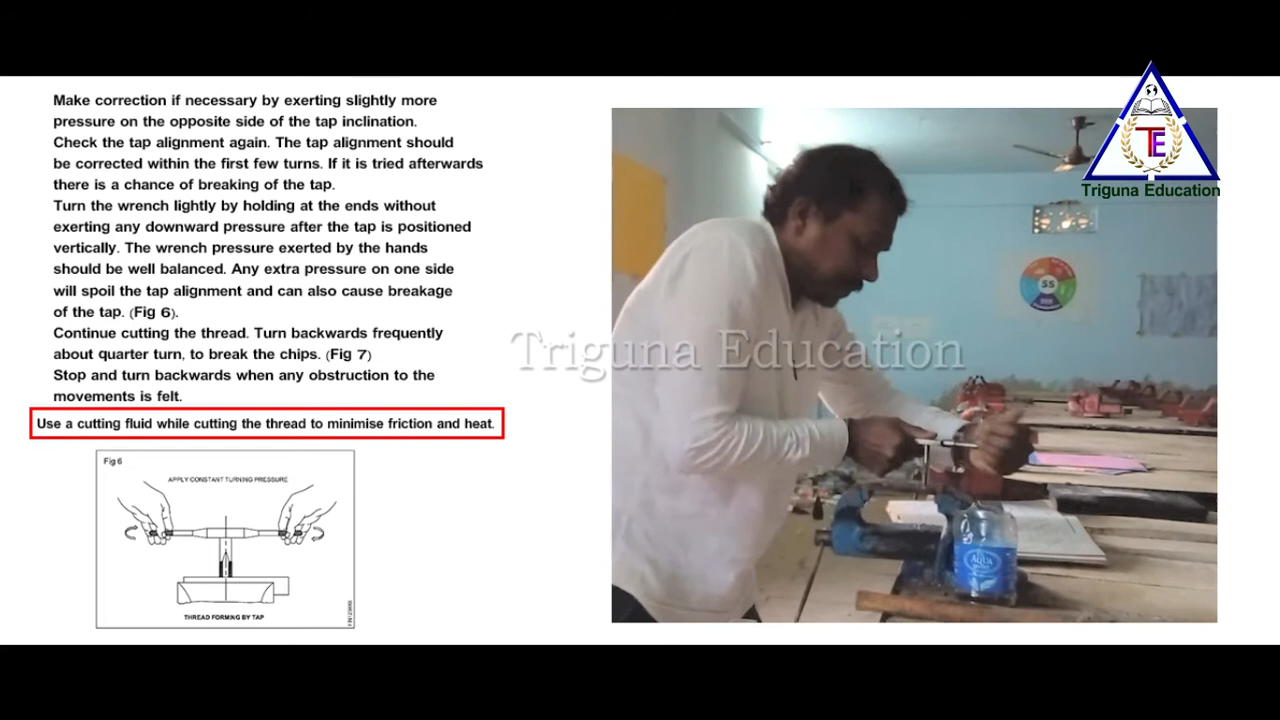 Make correction if necessary by exerting slightly more
pressure on the opposite side of the tap inclination.
Check the tap alignment again. The tap alignment should
be corrected within the first few turns. If it is tried afterwards
there is a chance of breaking of the tap.
Turn the wrench lightly by holding at the ends without
exerting any downward pressure after the tap is positioned
vertically. The wrench pressure exerted by the hands
should be well balanced. Any extra pressure on one side
will spoil the tap alignment and can also cause breakage
of the tap. (Fig 6).
Continue cutting the thread. Turn backwards frequently
about quarter turn, to break the chips. (Fig 7)
Stop and turn backwards when any obstruction to the
movements is felt.
Use a cutting fluid while cutting the thread to minimise friction and heat.
Fig 6
APPLY CONSTANT TURNING PRESSURE
THREAD FORMING BY TAP
TE
Triguna Education
Triguna Education
5S
AQUA